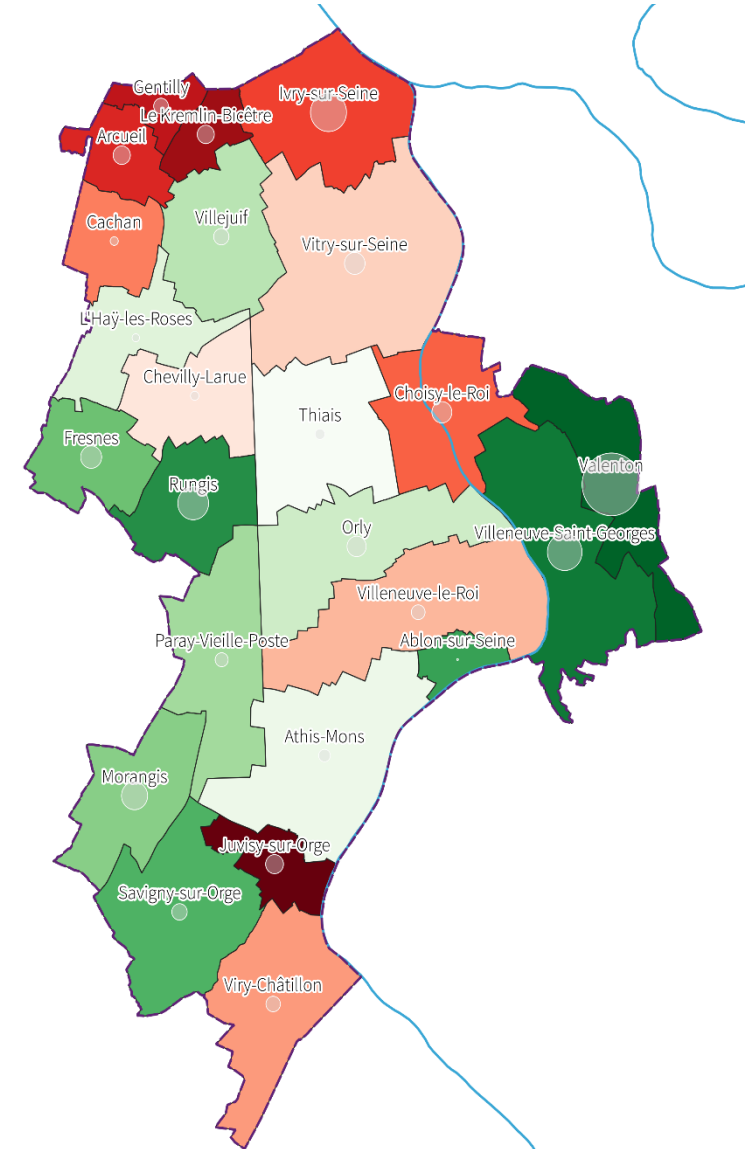 Gentilly
Ivry-sur-Seine
Le Kremlin-Bicêtre
Arcueil
Villejuif
Cachan
Vitry-sur-Seine
L'Haÿ-les-Roses
Chevilly-Larue
Choisy-le-Roi
Thiais
Fresnes
Valenton
Rungis
Orly
Villeneuve-Saint-Georges
Villeneuve-le-Roi
Paray-Vieille-Poste
Ablon-sur-Seine
Athis-Mons
Morangis
Juvisy-sur-Orge
Savigny-sur-Orge
Viry-Châtillon